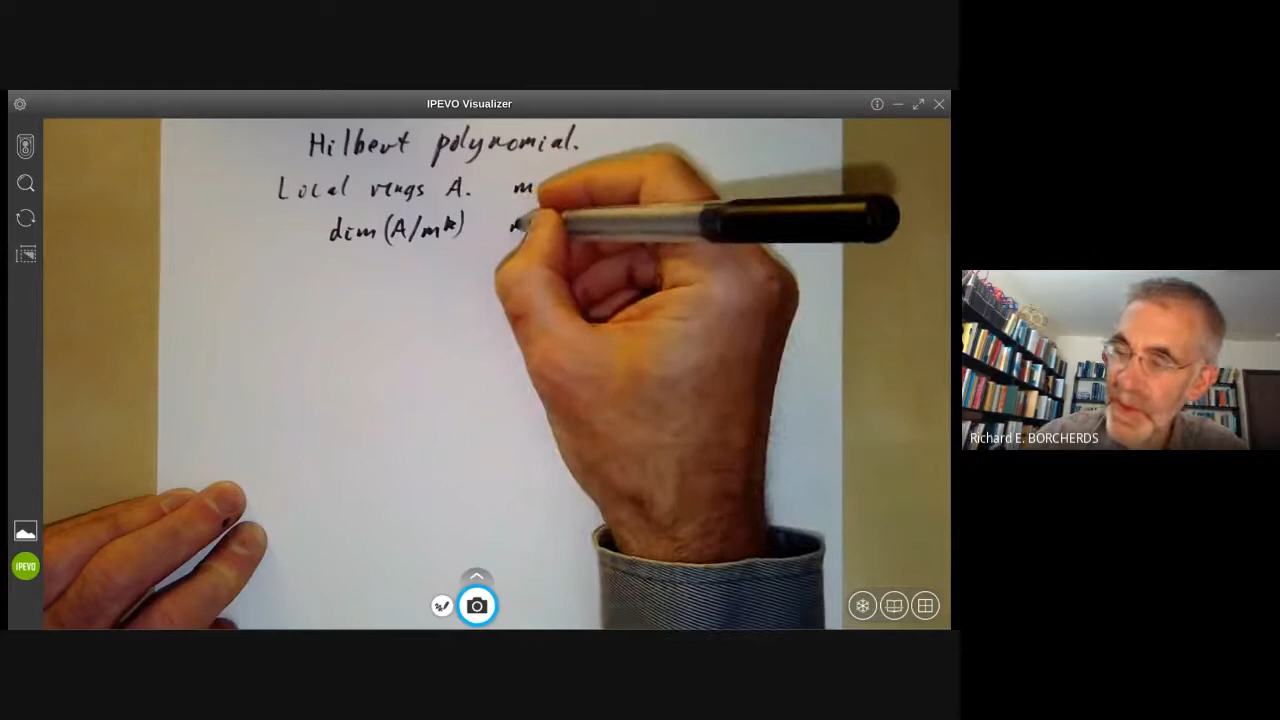 IPEVO Visualizer
Hilbert polynomial.
Local rings A. m
dim (A/m^k)
Richard E. BORCHERDS
IPEVO